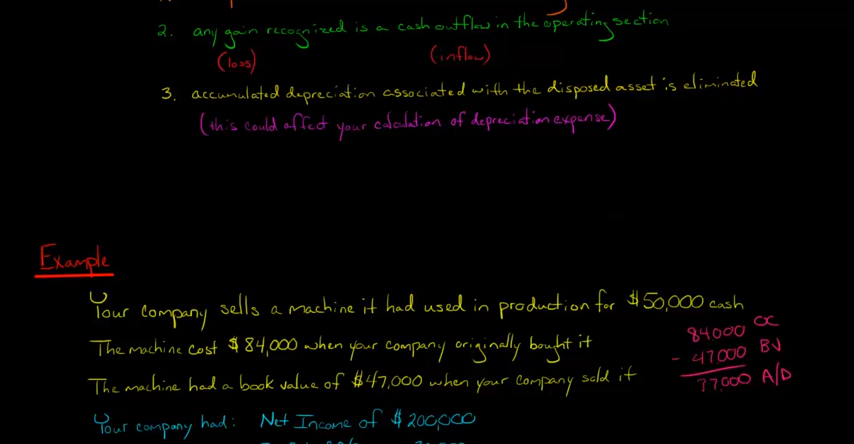 2. any gain recognized is a cash outflow in the operating section
(loss) (inflow)
3. accumulated depreciation associated with the disposed asset is eliminated
(this could affect your calculation of depreciation expense)
Example
Your company sells a machine it had used in production for $50,000 cash
The machine cost $84,000 when your company originally bought it
The machine had a book value of $47,000 when your company sold it
84000 OC
- 47000 BV
37,000 A/D
Your company had: Net Income of $200,000